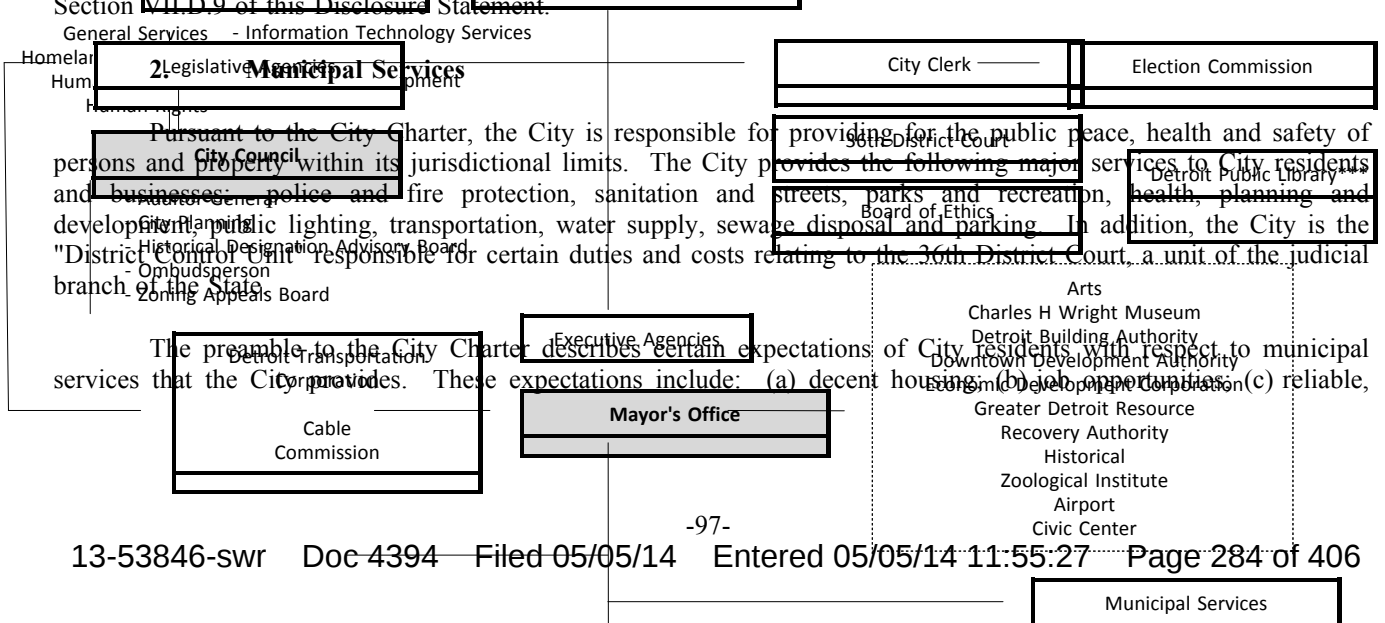 Section VII.D.9 of this Disclosure Statement.
General Services - Information Technology Services
Homelan
Hum pment
Human Rights
2. Municipal Services
Legislative Agencies
City Clerk
Election Commission
Pursuant to the City Charter, the City is responsible for providing for the public peace, health and safety of
persons and property within its jurisdictional limits. The City provides the following major services to City residents
and businesses: police and fire protection, sanitation and streets, parks and recreation, health, planning and
development, public lighting, transportation, water supply, sewage disposal and parking. In addition, the City is the
"District Control Unit" responsible for certain duties and costs relating to the 36th District Court, a unit of the judicial
branch of the State.
City Council
- Auditor General
- City Planning
- Historical Designation Advisory Board
- Ombudsperson
- Zoning Appeals Board
36th District Court
Board of Ethics
Detroit Public Library***
The preamble to the City Charter describes certain expectations of City residents with respect to municipal
services that the City provides. These expectations include: (a) decent housing; (b) job opportunities; (c) reliable,
Detroit Transportation
Corporation
Cable
Commission
Executive Agencies
Mayor's Office
Arts
Charles H Wright Museum
Detroit Building Authority
Downtown Development Authority
Economic Development Corporation
Greater Detroit Resource
Recovery Authority
Historical
Zoological Institute
Airport
Civic Center
-97-
13-53846-swr Doc 4394 Filed 05/05/14 Entered 05/05/14 11:55:27 Page 284 of 406
Municipal Services